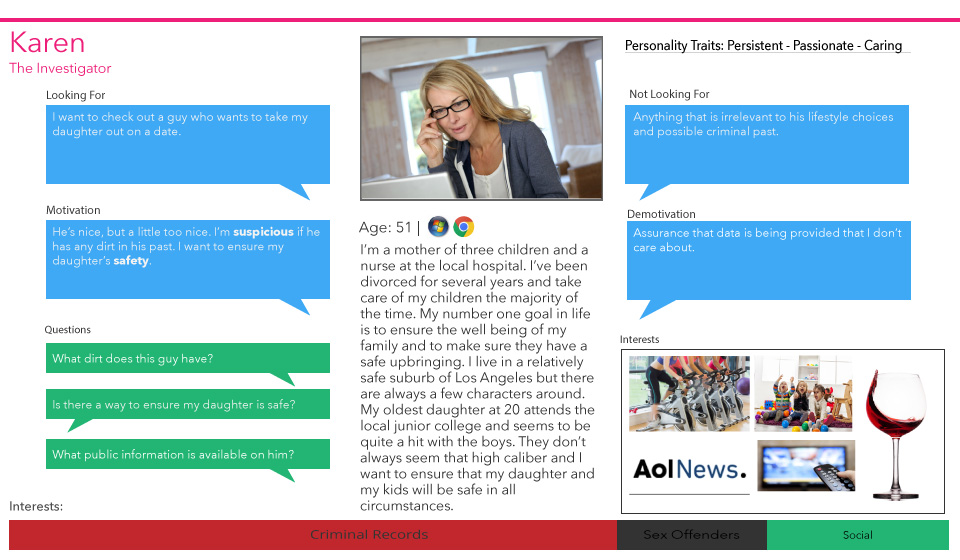 Karen
The Investigator
Looking For
I want to check out a guy who wants to take my
daughter out on a date.
Motivation
He's nice, but a little too nice. I'm suspicious if he
has any dirt in his past. I want to ensure my
daughter's safety.
Questions
What dirt does this guy have?
Is there a way to ensure my daughter is safe?
What public information is available on him?
Age: 51 |
I'm a mother of three children and a
nurse at the local hospital. I've been
divorced for several years and take
care of my children the majority of
the time. My number one goal in life
is to ensure the well being of my
family and to make sure they have a
safe upbringing. I live in a relatively
safe suburb of Los Angeles but there
are always a few characters around.
My oldest daughter at 20 attends the
local junior college and seems to be
quite a hit with the boys. They don't
always seem that high caliber and I
want to ensure that my daughter and
my kids will be safe in all
circumstances.
Personality Traits: Persistent - Passionate - Caring
Not Looking For
Anything that is irrelevant to his lifestyle choices
and possible criminal past.
Demotivation
Assurance that data is being provided that I don't
care about.
Interests
Aol News.
Interests:
Criminal Records
Sex Offenders
Social